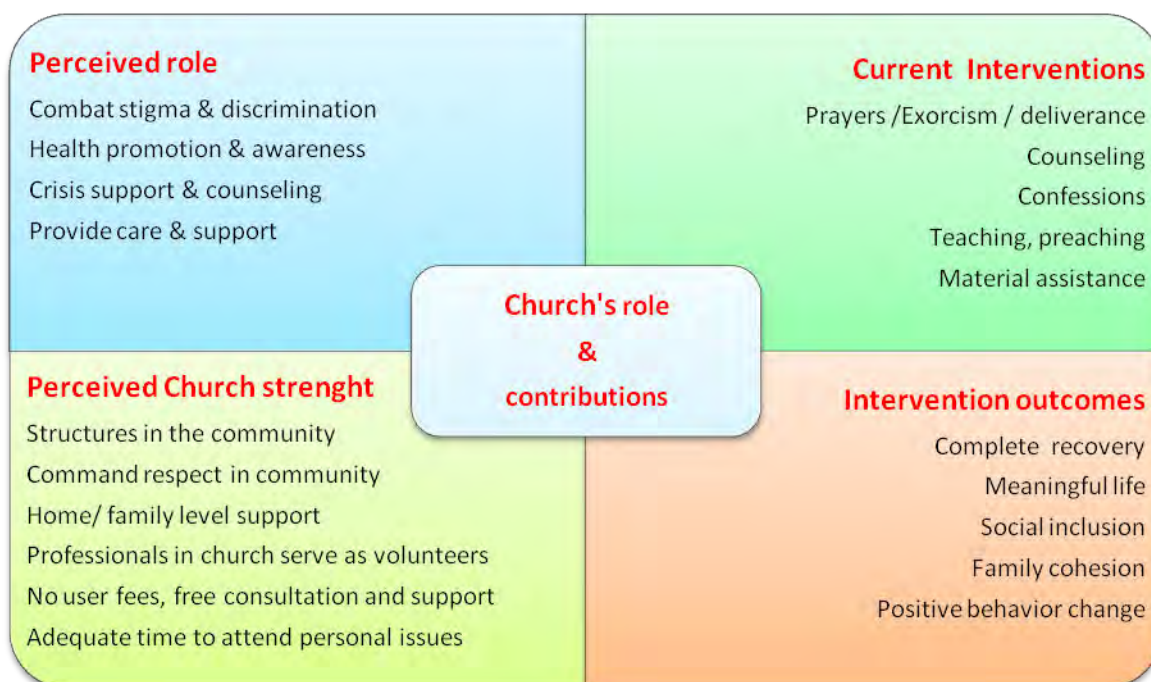 Perceived role
Combat stigma & discrimination
Health promotion & awareness
Crisis support & counseling
Provide care & support
Current Interventions
Prayers /Exorcism / deliverance
Counseling
Confessions
Teaching, preaching
Material assistance
Church's role
&
contributions
Perceived Church strenght
Structures in the community
Command respect in community
Home/ family level support
Professionals in church serve as volunteers
No user fees, free consultation and support
Adequate time to attend personal issues
Intervention outcomes
Complete recovery
Meaningful life
Social inclusion
Family cohesion
Positive behavior change